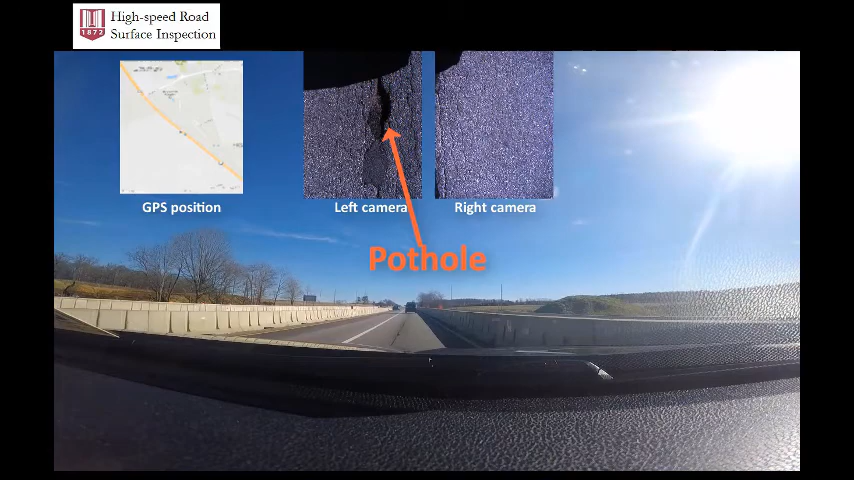 High-speed Road
Surface Inspection
1872
GPS position
Left camera
Right camera
Pothole